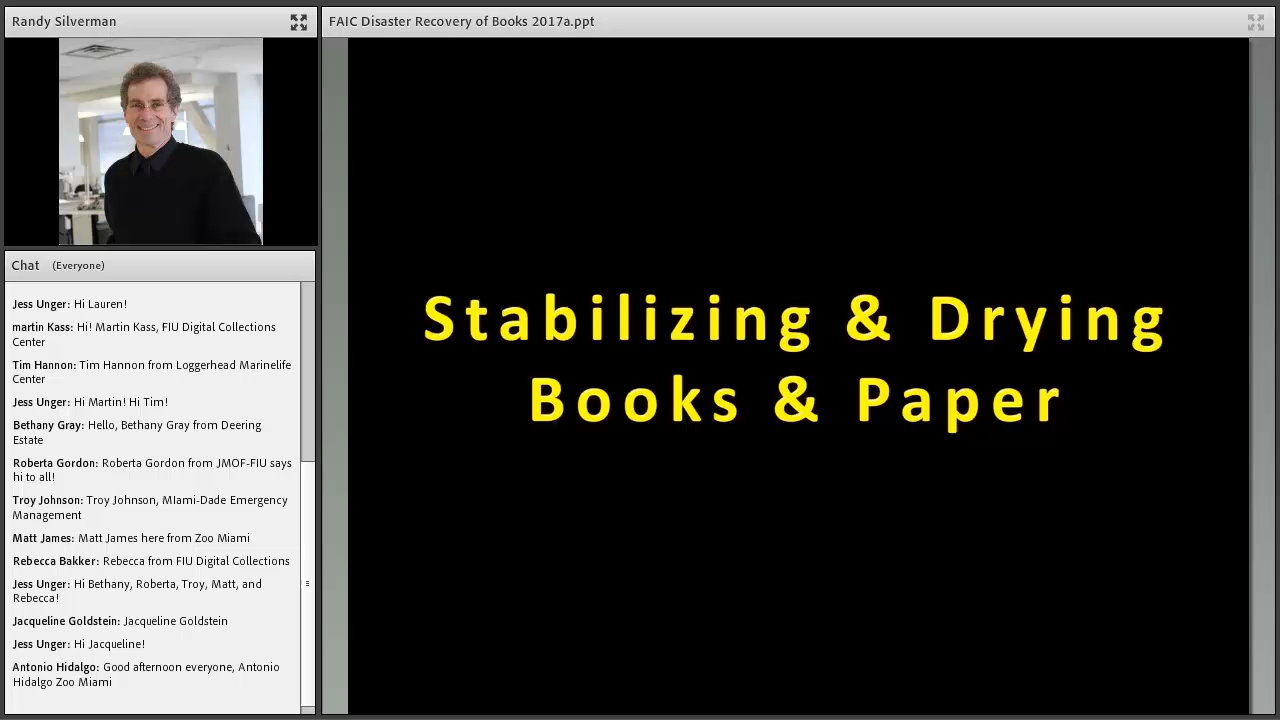 Randy Silverman
FAIC Disaster Recovery of Books 2017a.ppt
Stabilizing & Drying
Books & Paper
Chat (Everyone)
Jess Unger: Hi Lauren!
martin Kass: Hi! Martin Kass, FIU Digital Collections
Center
Tim Hannon: Tim Hannon from Loggerhead Marinelife
Center
Jess Unger: Hi Martin! Hi Tim!
Bethany Gray: Hello, Bethany Gray from Deering
Estate
Roberta Gordon: Roberta Gordon from JMOF-FIU says
hi to all!
Troy Johnson: Troy Johnson, MIami-Dade Emergency
Management
Matt James: Matt James here from Zoo Miami
Rebecca Bakker: Rebecca from FIU Digital Collections
Jess Unger: Hi Bethany, Roberta, Troy, Matt, and
Rebecca!
Jacqueline Goldstein: Jacqueline Goldstein
Jess Unger: Hi Jacqueline!
Antonio Hidalgo: Good afternoon everyone, Antonio
Hidalgo Zoo Miami